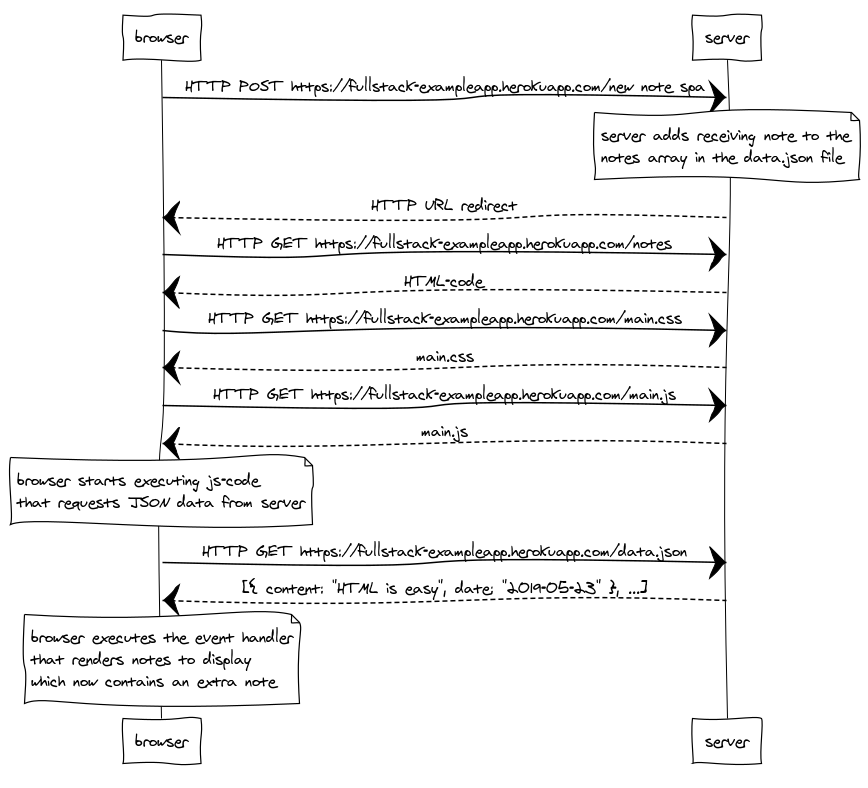 browser
server
HTTP POST https://fullstack-exampleapp.herokuapp.com/new note spa
server adds receiving note to the
notes array in the data.json file
HTTP URL redirect
HTTP GET https://fullstack-exampleapp.herokuapp.com/notes
HTML-code
HTTP GET https://fullstack-exampleapp.herokuapp.com/main.css
main.css
HTTP GET https://fullstack-exampleapp.herokuapp.com/main.js
main.js
browser starts executing js-code
that requests JSON data from server
HTTP GET https://fullstack-exampleapp.herokuapp.com/data.json
[{ content: "HTML is easy", date: "2019-05-23" }, ...]
browser executes the event handler
that renders notes to display
which now contains an extra note
browser
server